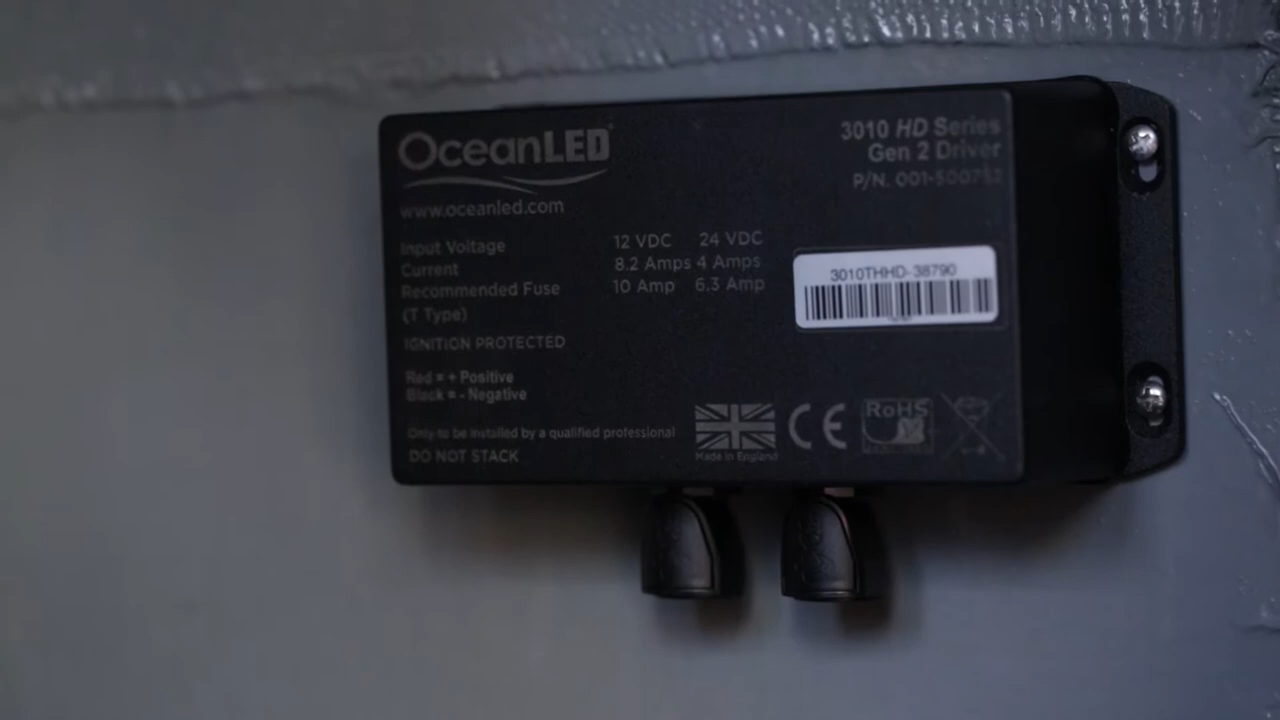 OceanLED
www.oceanled.com
3010 HD Series
Gen 2 Driver
P/N. 001-500752
Input Voltage 12 VDC 24 VDC
Current 8.2 Amps 4 Amps
Recommended Fuse 10 Amp 6.3 Amp
(T Type)
3010THHD-38790
IGNITION PROTECTED
Red = + Positive
Black = - Negative
Only to be installed by a qualified professional
DO NOT STACK
Made in England
CE
RoHS